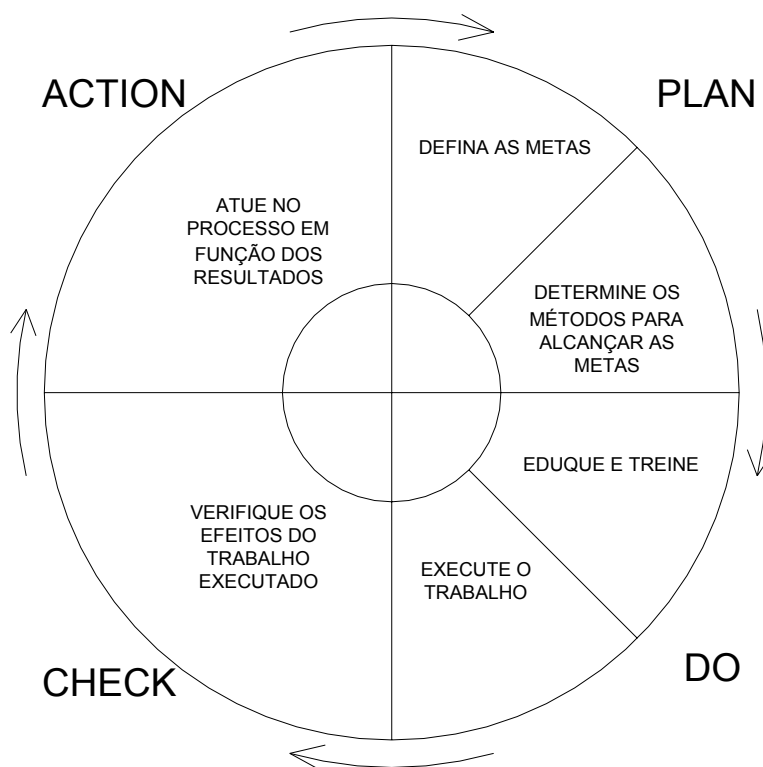 ACTION
PLAN
DEFINA AS METAS
ATUE NO
PROCESSO EM
FUNÇÃO DOS
RESULTADOS
DETERMINE OS
MÉTODOS PARA
ALCANÇAR AS
METAS
EDUQUE E TREINE
VERIFIQUE OS
EFEITOS DO
TRABALHO
EXECUTADO
EXECUTE O
TRABALHO
CHECK
DO